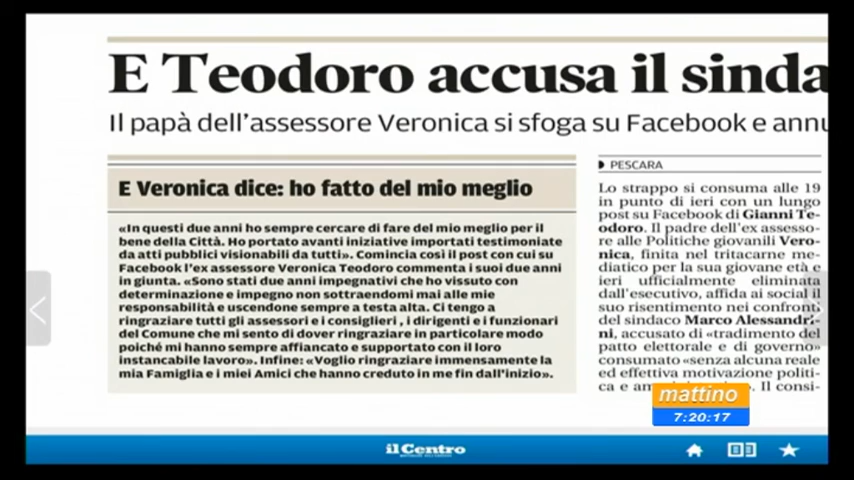 E Teodoro accusa il sinda
Il papà dell'assessore Veronica si sfoga su Facebook e annu
E Veronica dice: ho fatto del mio meglio
«In questi due anni ho sempre cercare di fare del mio meglio per il
bene della Città. Ho portato avanti iniziative importati testimoniate
da atti pubblici visionabili da tutti». Comincia così il post con cui su
Facebook l'ex assessore Veronica Teodoro commenta i suoi due anni
in giunta. «Sono stati due anni impegnativi che ho vissuto con
determinazione e impegno non sottraendomi mai alle mie
responsabilità e uscendone sempre a testa alta. Ci tengo a
ringraziare tutti gli assessori e i consiglieri , i dirigenti e i funzionari
del Comune che mi sento di dover ringraziare in particolare modo
poiché mi hanno sempre affiancato e supportato con il loro
instancabile lavoro». Infine: «Voglio ringraziare immensamente la
mia Famiglia e i miei Amici che hanno creduto in me fin dall'inizio».
PESCARA
Lo strappo si consuma alle 19
in punto di ieri con un lungo
post su Facebook di Gianni Te-
odoro. Il padre dell'ex assesso-
re alle Politiche giovanili Vero-
nica, finita nel tritacarne me-
diatico per la sua giovane età e
ieri ufficialmente eliminata
dall'esecutivo, affida ai social il
suo risentimento nei confronti
del sindaco Marco Alessandri-
ni, accusato di «tradimento del
patto elettorale e di governo»
consumato «senza alcuna reale
ed effettiva motivazione politi-
ca e Il consi-
mattino
7:20:17
il Centro